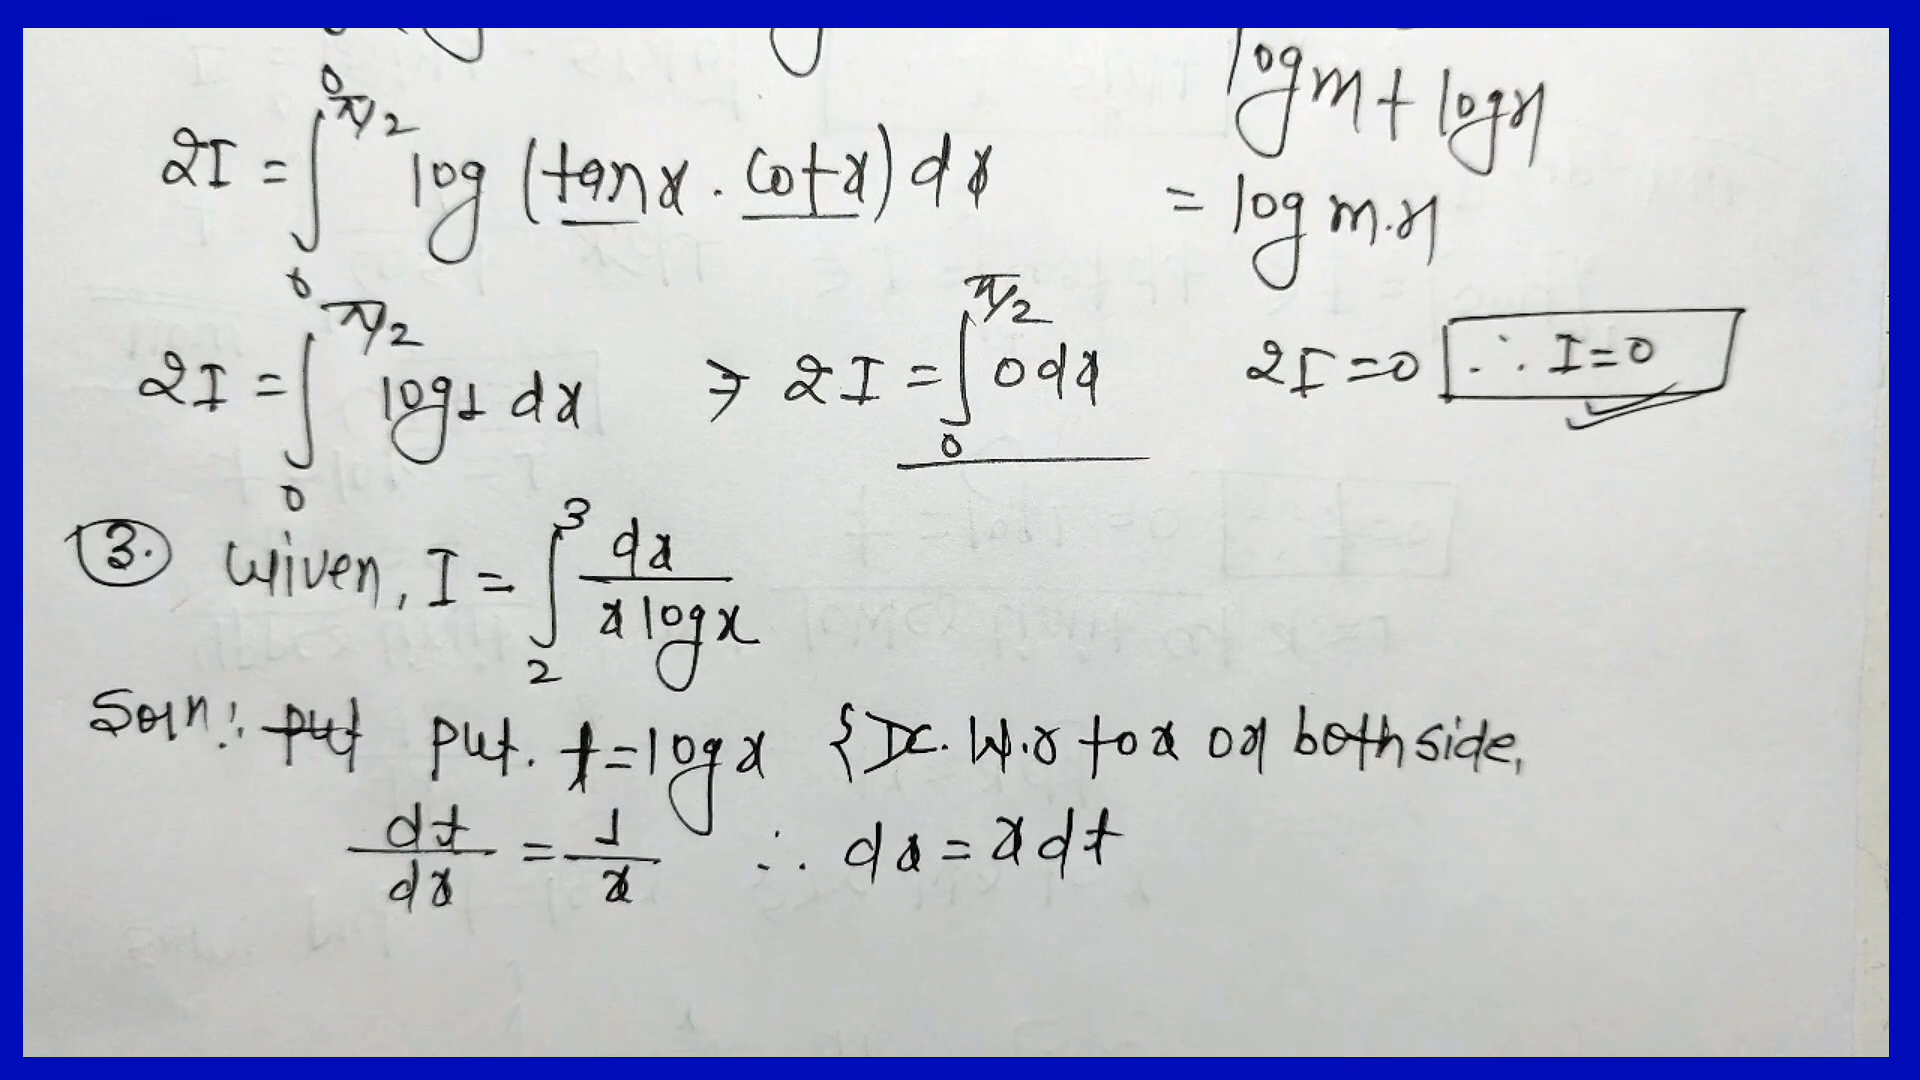 log m + log n
2I = ∫₀^π/2 log (tan x . cot x) dx
= log m.n
2I = ∫₀^π/2 log 1 dx ⇒ 2I = ∫₀^π/2 0 dx 2I = 0 ∴ I = 0
3. Given, I = ∫₂³ dx / x log x
Soln: put put. t = log x { D. w.r to x on both side,
dt/dx = 1/x ∴ dx = x dt